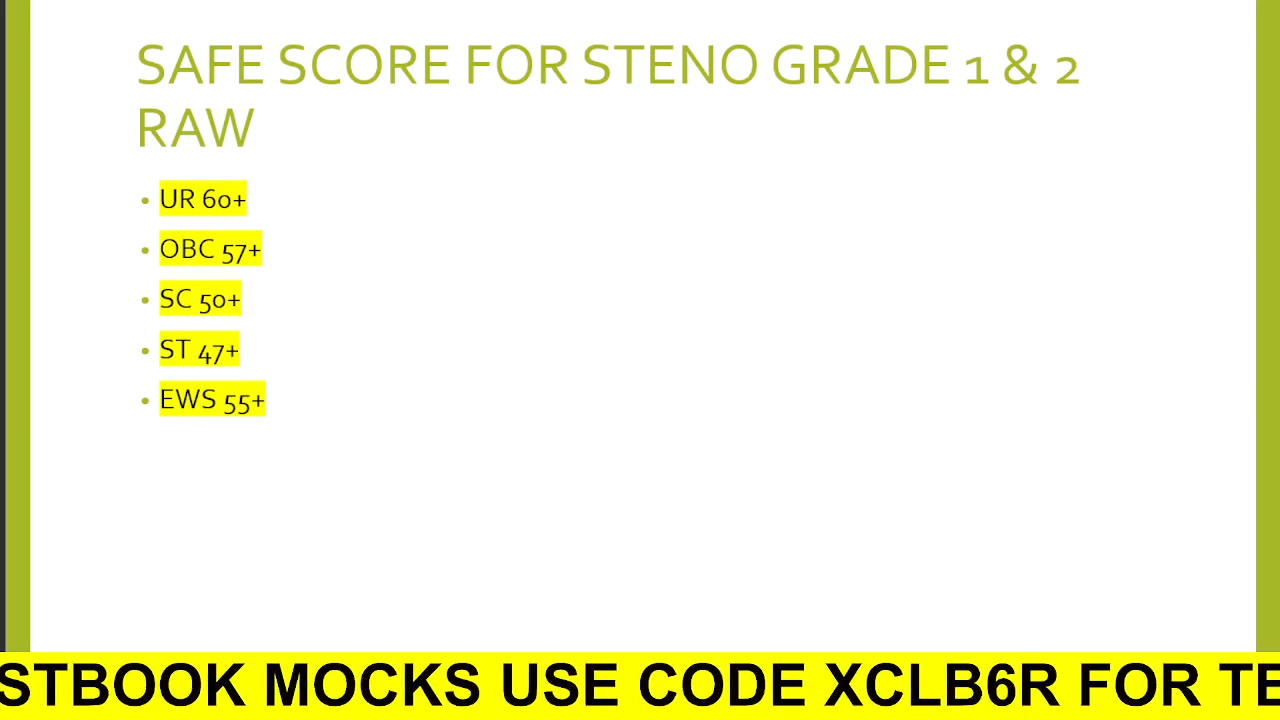 SAFE SCORE FOR STENO GRADE 1 & 2
RAW
• UR 60+
• OBC 57+
• SC 50+
• ST 47+
• EWS 55+
STBOOK MOCKS USE CODE XCLB6R FOR TE